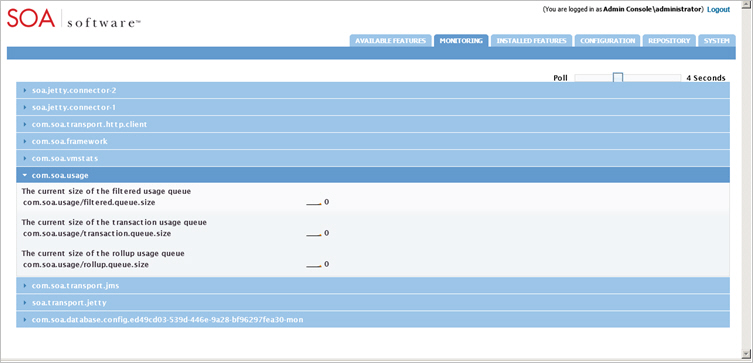 (You are logged in as Admin Console\administrator) Logout
SOA software™
AVAILABLE FEATURES MONITORING INSTALLED FEATURES CONFIGURATION REPOSITORY SYSTEM
Poll 4 Seconds
soa.jetty.connector-2
soa.jetty.connector-1
com.soa.transport.http.client
com.soa.framework
com.soa.vmstats
com.soa.usage
The current size of the filtered usage queue
com.soa.usage/filtered.queue.size 0
The current size of the transaction usage queue
com.soa.usage/transaction.queue.size 0
The current size of the rollup usage queue
com.soa.usage/rollup.queue.size 0
com.soa.transport.jms
soa.transport.jetty
com.soa.database.config.ed49cd03-539d-446e-9a28-bf96297fea30-mon